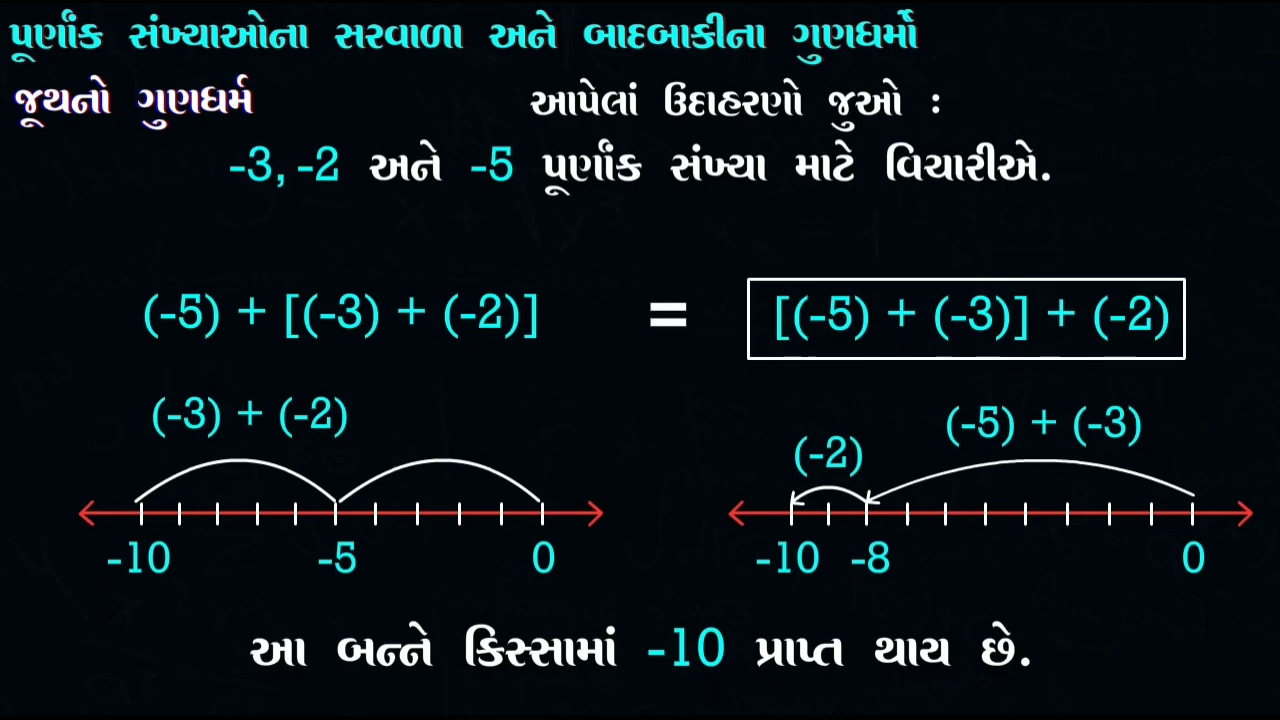 પૂર્ણાંક સંખ્યાઓના સરવાળા અને બાદબાકીના ગુણધર્મો
જૂથનો ગુણધર્મ આપેલાં ઉદાહરણો જુઓ :
-3, -2 અને -5 પૂર્ણાંક સંખ્યા માટે વિચારીએ.
(-5) + [(-3) + (-2)] = [(-5) + (-3)] + (-2)
(-3) + (-2) (-2) (-5) + (-3)
-10 -5 0 -10 -8 0
આ બન્ને કિસ્સામાં -10 પ્રાપ્ત થાય છે.